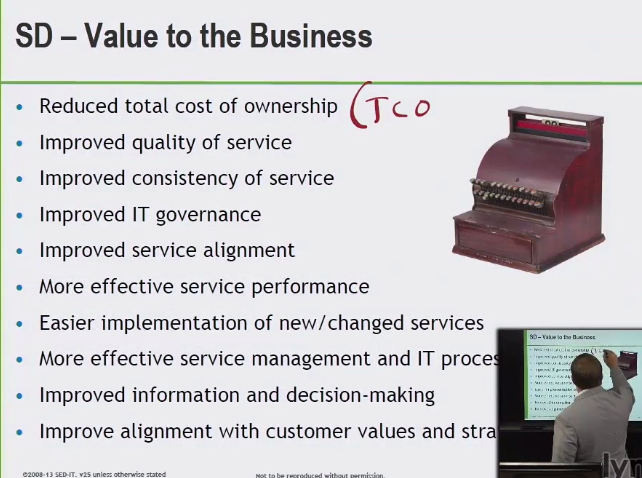 SD – Value to the Business
• Reduced total cost of ownership (TCO
• Improved quality of service
• Improved consistency of service
• Improved IT governance
• Improved service alignment
• More effective service performance
• Easier implementation of new/changed services
• More effective service management and IT proces
• Improved information and decision-making
• Improve alignment with customer values and stra
SD – Value to the Business
©2008-13 SED-IT. v25 unless otherwise stated
Not to be reproduced without permission.
lyn